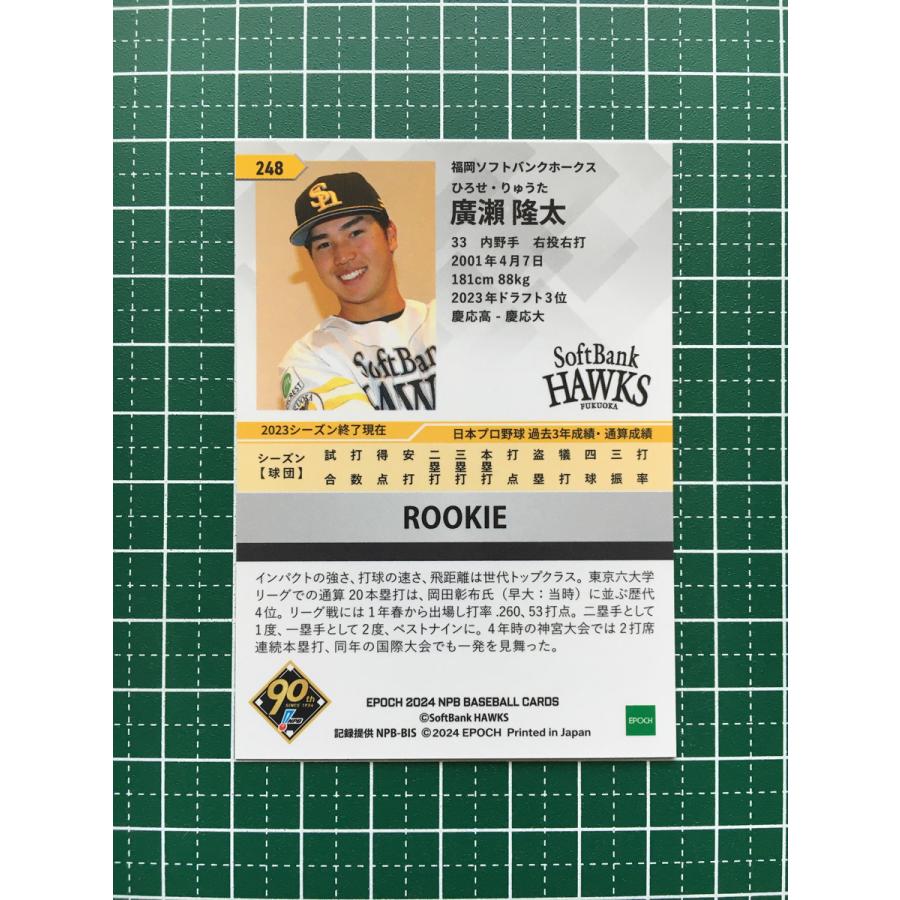 248
福岡ソフトバンクホークス
ひろせ・りゅうた
廣瀨 隆太
33 内野手 右投右打
2001年4月7日
181cm 88kg
2023年ドラフト3位
慶応高 - 慶応大
SoftBank
HAWKS
FUKUOKA
2023シーズン終了現在
日本プロ野球 過去3年成績・通算成績
シーズン【球団】 試合 打数 得点 安打 二塁打 三塁打 本塁打 打点 盗塁 犠打 四球 三振 打率
ROOKIE
インパクトの強さ、打球の速さ、飛距離は世代トップクラス。東京六大学
リーグでの通算20本塁打は、岡田彰布氏（早大：当時）に並ぶ歴代
4位。リーグ戦には1年春から出場し打率.260、53打点。二塁手として
1度、一塁手として2度、ベストナインに。4年時の神宮大会では2打席
連続本塁打、同年の国際大会でも一発を見舞った。
90th
SINCE 1934
NPB
EPOCH 2024 NPB BASEBALL CARDS
©SoftBank HAWKS
記録提供 NPB-BIS ©2024 EPOCH Printed in Japan
EPOCH